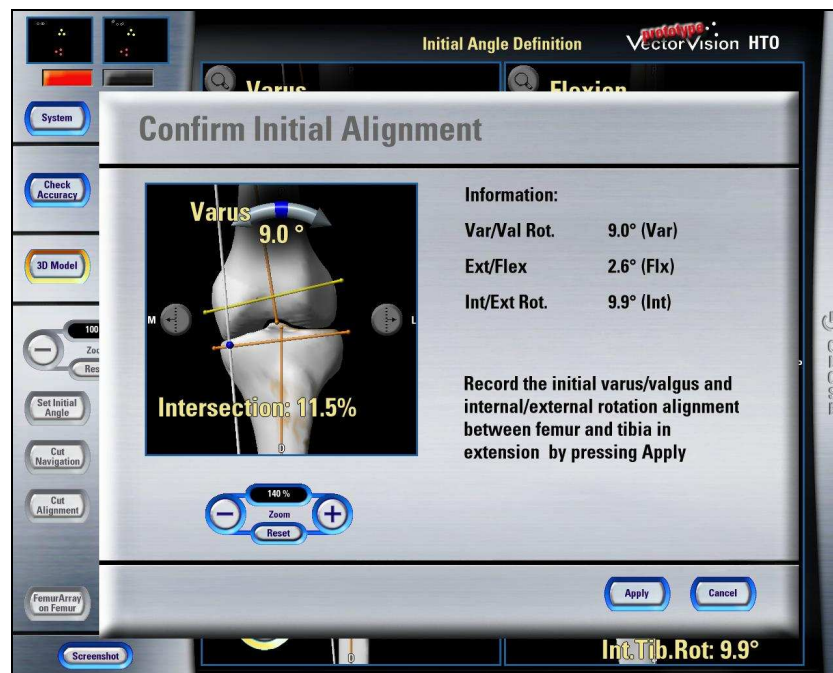 Initial Angle Definition
prototype
VectorVision HTO
Varus
Flexion
System
Confirm Initial Alignment
Check
Accuracy
3D Model
100
Reset
Set Initial
Angle
Cut
Navigation
Cut
Alignment
FemurArray
on Femur
Screenshot
Varus
9.0 °
M
L
Intersection: 11.5%
D
140 %
Zoom
Reset
Information:
Var/Val Rot. 9.0° (Var)
Ext/Flex 2.6° (Flx)
Int/Ext Rot. 9.9° (Int)
Record the initial varus/valgus and
internal/external rotation alignment
between femur and tibia in
extension by pressing Apply
Apply
Cancel
D
Int.Tib.Rot: 9.9°